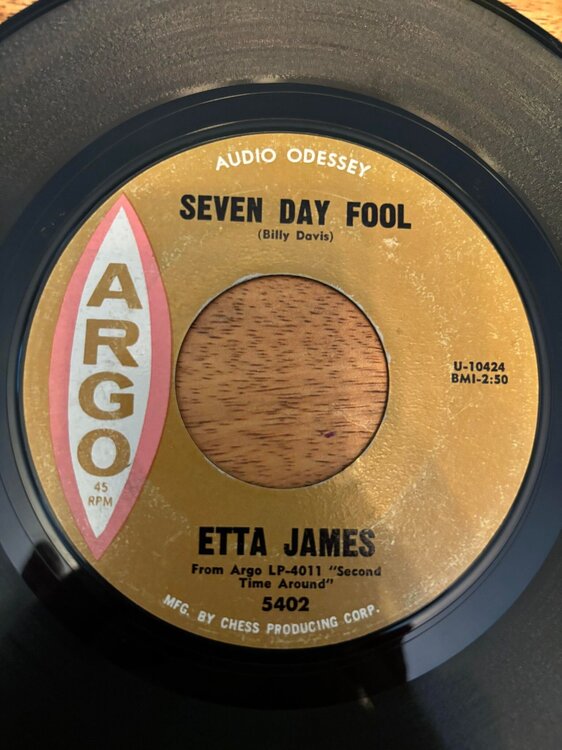 AUDIO ODESSEY
SEVEN DAY FOOL
(Billy Davis)
ARGO
45
RPM
U-10424
BMI-2:50
ETTA JAMES
From Argo LP-4011 "Second
Time Around"
5402
MFG. BY CHESS PRODUCING CORP.